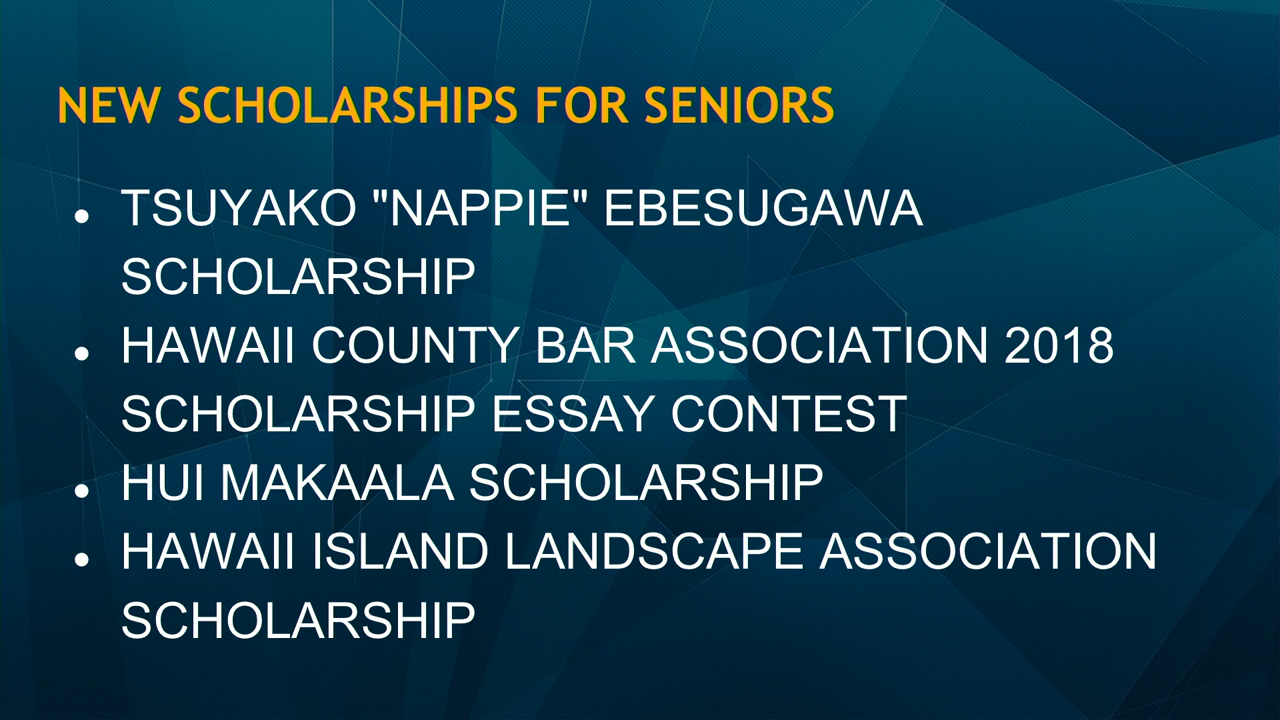 NEW SCHOLARSHIPS FOR SENIORS
● TSUYAKO "NAPPIE" EBESUGAWA
SCHOLARSHIP
● HAWAII COUNTY BAR ASSOCIATION 2018
SCHOLARSHIP ESSAY CONTEST
● HUI MAKAALA SCHOLARSHIP
● HAWAII ISLAND LANDSCAPE ASSOCIATION
SCHOLARSHIP